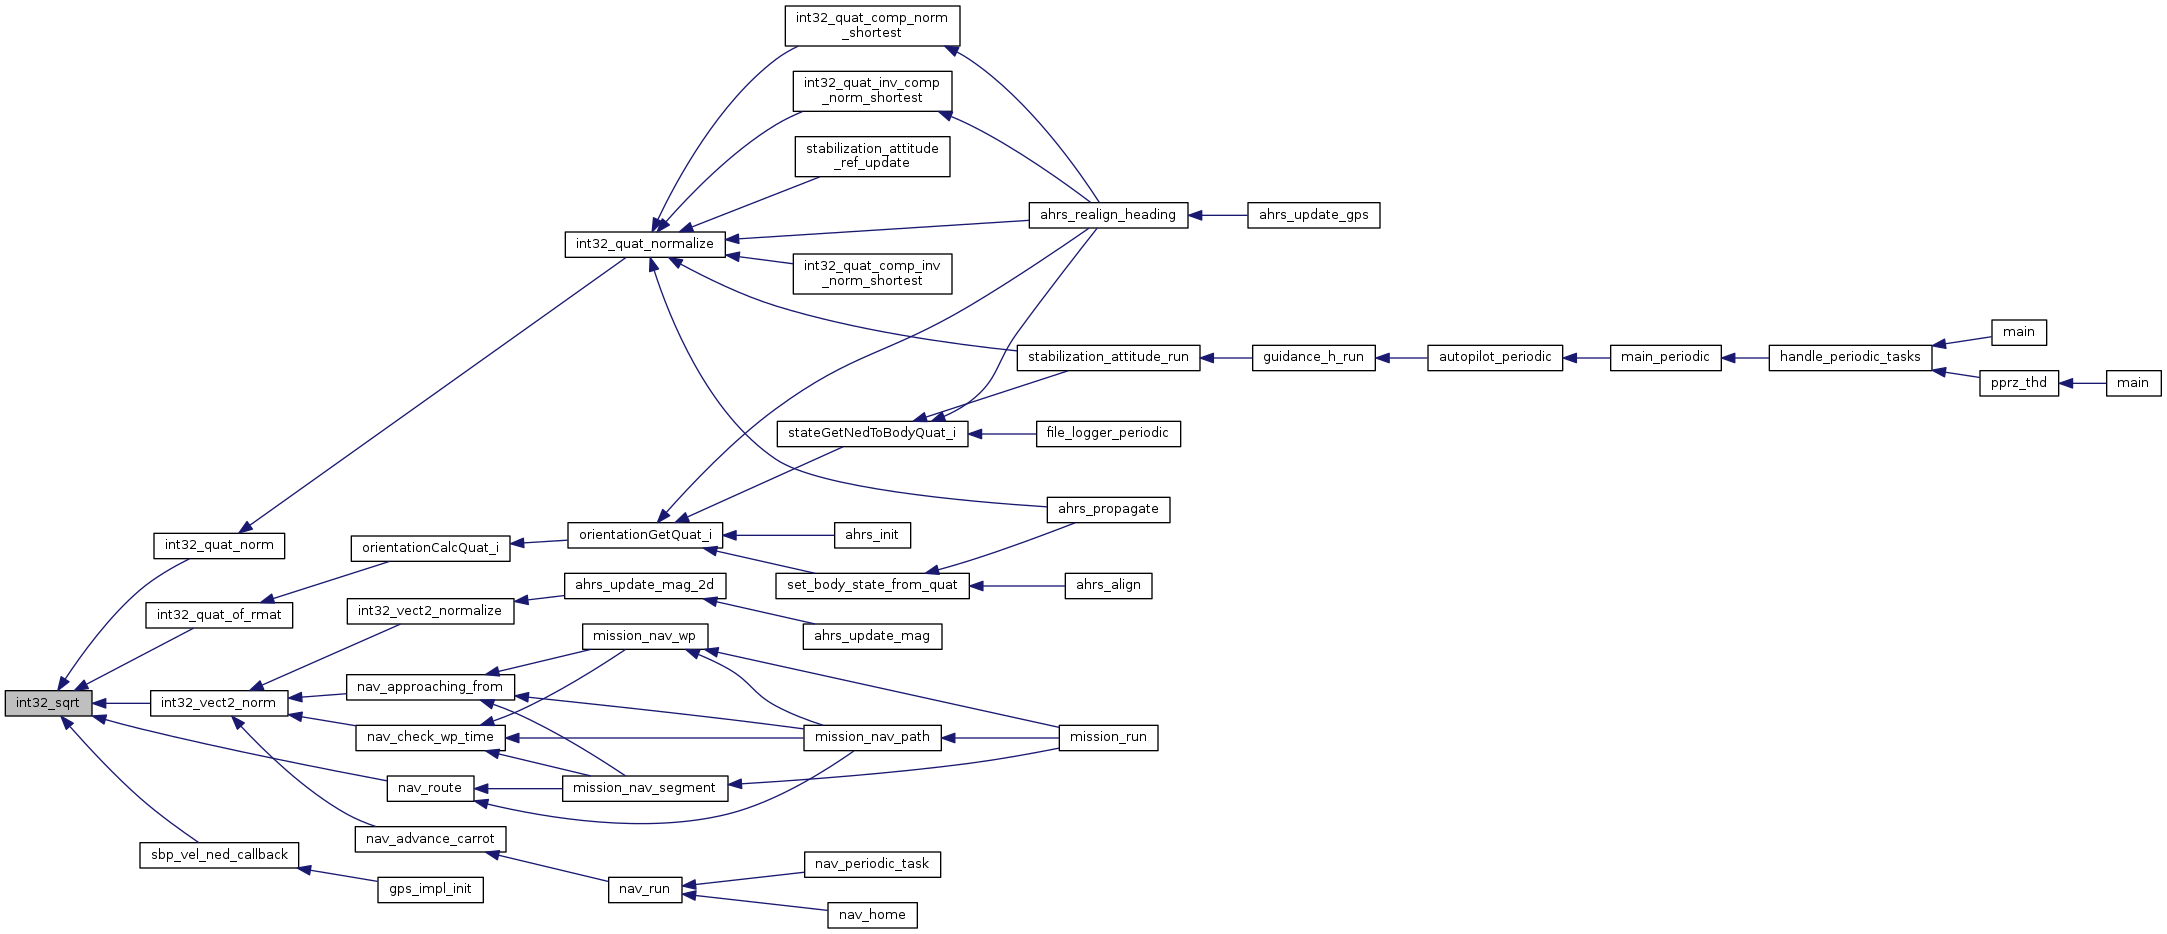 int32_quat_comp_norm
_shortest
int32_quat_inv_comp
_norm_shortest
stabilization_attitude
_ref_update
ahrs_realign_heading
ahrs_update_gps
int32_quat_normalize
int32_quat_comp_inv
_norm_shortest
main
stabilization_attitude_run
guidance_h_run
autopilot_periodic
main_periodic
handle_periodic_tasks
pprz_thd
main
stateGetNedToBodyQuat_i
file_logger_periodic
ahrs_propagate
int32_quat_norm
orientationCalcQuat_i
orientationGetQuat_i
ahrs_init
ahrs_update_mag_2d
set_body_state_from_quat
ahrs_align
int32_quat_of_rmat
int32_vect2_normalize
mission_nav_wp
ahrs_update_mag
nav_approaching_from
int32_sqrt
int32_vect2_norm
nav_check_wp_time
mission_nav_path
mission_run
nav_route
mission_nav_segment
nav_advance_carrot
sbp_vel_ned_callback
nav_periodic_task
gps_impl_init
nav_run
nav_home